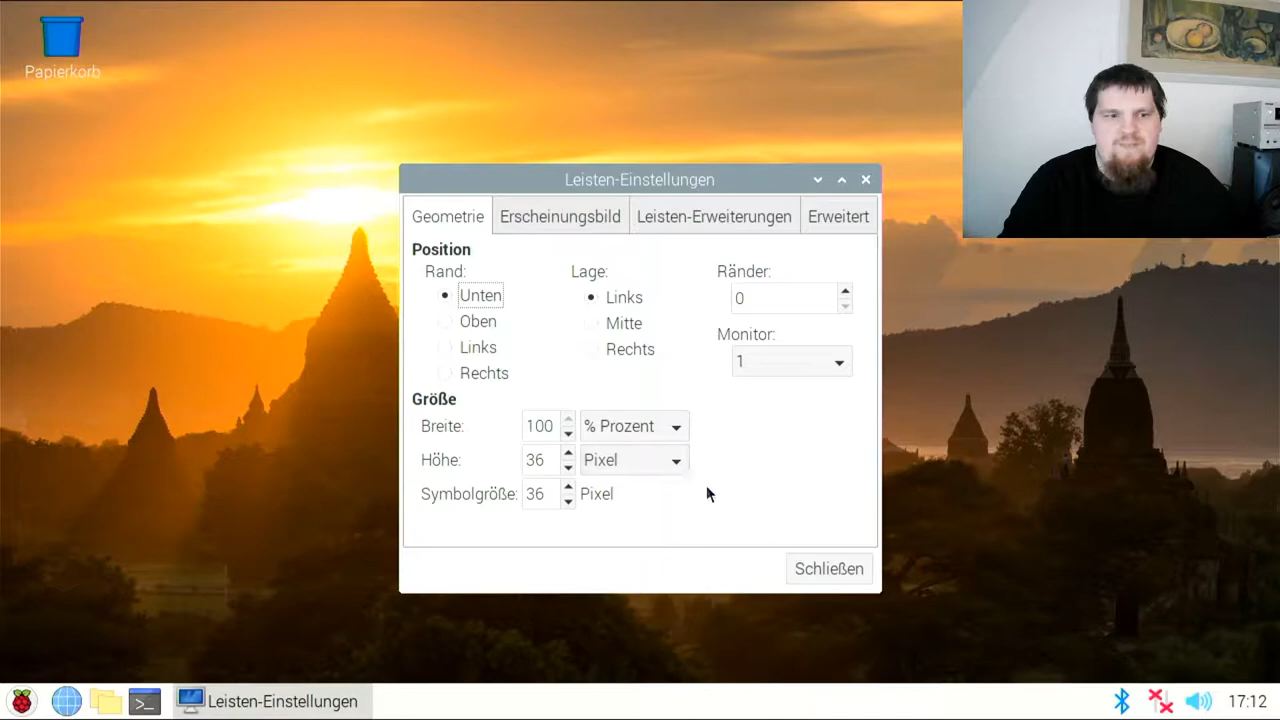 Papierkorb
Leisten-Einstellungen
Geometrie Erscheinungsbild Leisten-Erweiterungen Erweitert
Position
Rand: Lage: Ränder:
Unten Links 0
Oben Mitte Monitor:
Links Rechts 1
Rechts
Größe
Breite: 100 % Prozent
Höhe: 36 Pixel
Symbolgröße: 36 Pixel
Schließen
>_ Leisten-Einstellungen 17:12